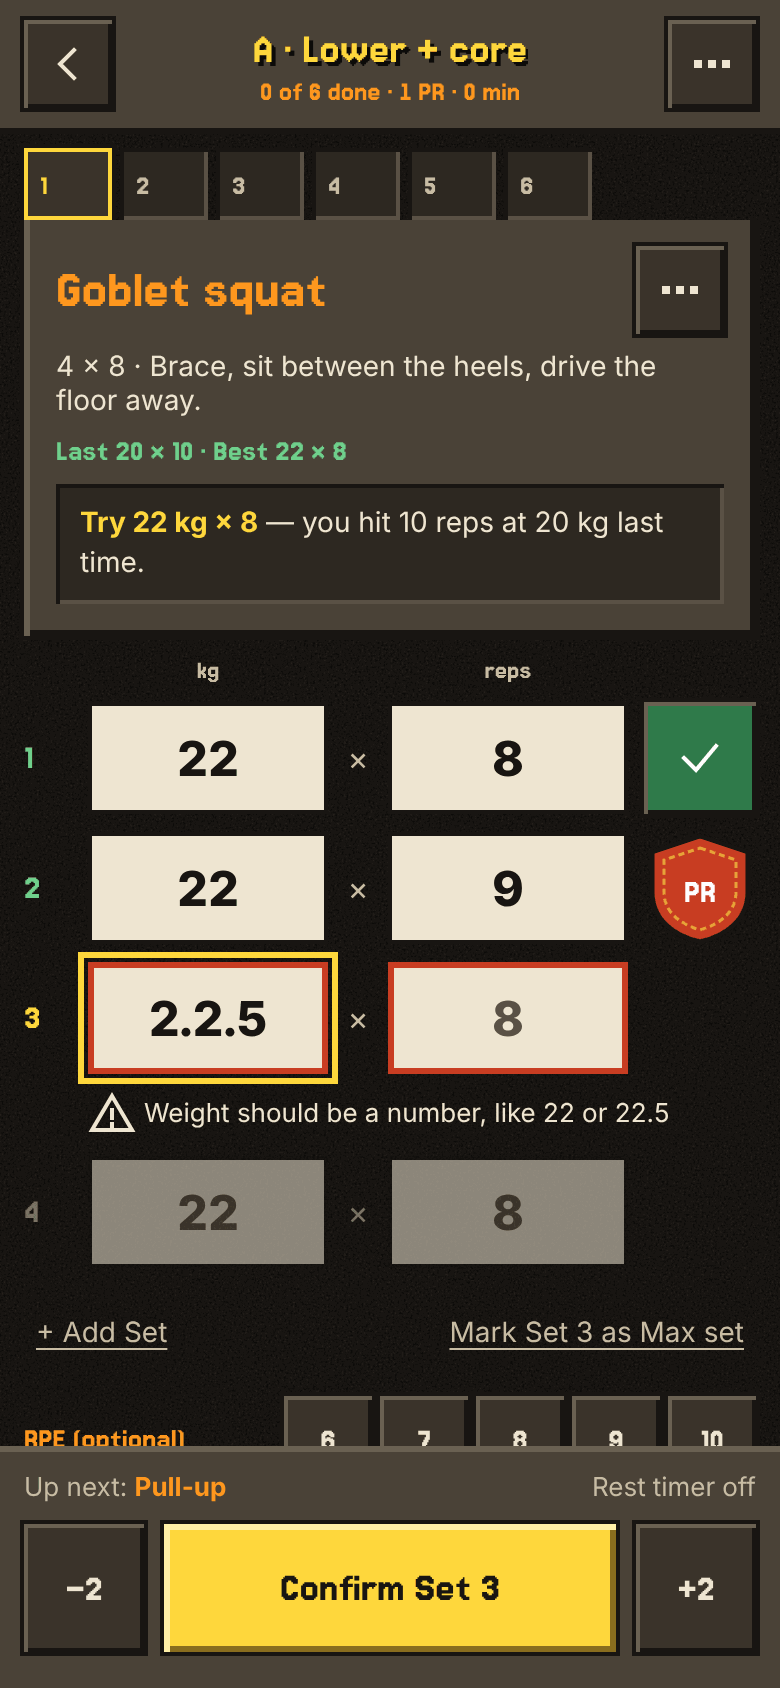 A · Lower + core
0 of 6 done · 1 PR · 0 min
1 2 3 4 5 6
Goblet squat
4 × 8 · Brace, sit between the heels, drive the
floor away.
Last 20 × 10 · Best 22 × 8
Try 22 kg × 8 — you hit 10 reps at 20 kg last
time.
kg reps
1 22 × 8
2 22 × 9 PR
3 2.2.5 × 8
Weight should be a number, like 22 or 22.5
4 22 × 8
+ Add Set Mark Set 3 as Max set
RPE (optional) 6 7 8 9 10
Up next: Pull-up Rest timer off
−2 Confirm Set 3 +2